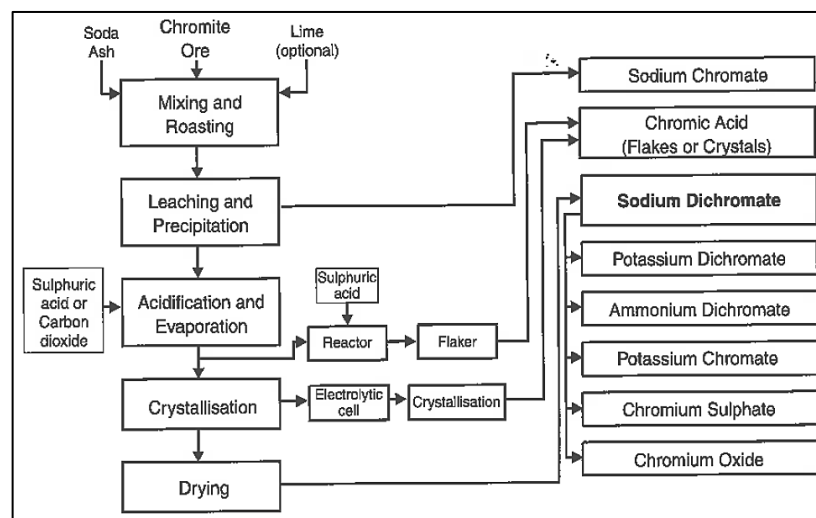 Soda
Ash
Chromite
Ore
Lime
(optional)
Mixing and
Roasting
Leaching and
Precipitation
Sulphuric
acid or
Carbon
dioxide
Acidification and
Evaporation
Sulphuric
acid
Reactor
Flaker
Crystallisation
Electrolytic
cell
Crystallisation
Drying
Sodium Chromate
Chromic Acid
(Flakes or Crystals)
Sodium Dichromate
Potassium Dichromate
Ammonium Dichromate
Potassium Chromate
Chromium Sulphate
Chromium Oxide